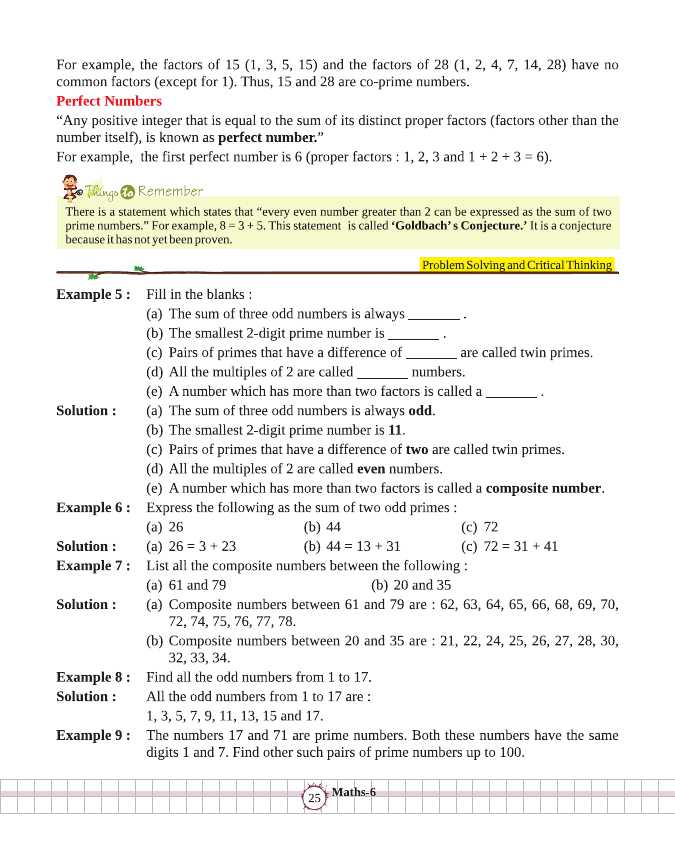 For example, the factors of 15 (1, 3, 5, 15) and the factors of 28 (1, 2, 4, 7, 14, 28) have no
common factors (except for 1). Thus, 15 and 28 are co-prime numbers.
Perfect Numbers
“Any positive integer that is equal to the sum of its distinct proper factors (factors other than the
number itself), is known as perfect number.”
For example, the first perfect number is 6 (proper factors : 1, 2, 3 and 1 + 2 + 3 = 6).
Things to Remember
There is a statement which states that “every even number greater than 2 can be expressed as the sum of two
prime numbers.” For example, 8 = 3 + 5. This statement is called ‘Goldbach’s Conjecture.’ It is a conjecture
because it has not yet been proven.
Problem Solving and Critical Thinking
Example 5 : Fill in the blanks :
(a) The sum of three odd numbers is always _______ .
(b) The smallest 2-digit prime number is _______ .
(c) Pairs of primes that have a difference of _______ are called twin primes.
(d) All the multiples of 2 are called _______ numbers.
(e) A number which has more than two factors is called a _______ .
Solution : (a) The sum of three odd numbers is always odd.
(b) The smallest 2-digit prime number is 11.
(c) Pairs of primes that have a difference of two are called twin primes.
(d) All the multiples of 2 are called even numbers.
(e) A number which has more than two factors is called a composite number.
Example 6 : Express the following as the sum of two odd primes :
(a) 26 (b) 44 (c) 72
Solution : (a) 26 = 3 + 23 (b) 44 = 13 + 31 (c) 72 = 31 + 41
Example 7 : List all the composite numbers between the following :
(a) 61 and 79 (b) 20 and 35
Solution : (a) Composite numbers between 61 and 79 are : 62, 63, 64, 65, 66, 68, 69, 70,
72, 74, 75, 76, 77, 78.
(b) Composite numbers between 20 and 35 are : 21, 22, 24, 25, 26, 27, 28, 30,
32, 33, 34.
Example 8 : Find all the odd numbers from 1 to 17.
Solution : All the odd numbers from 1 to 17 are :
1, 3, 5, 7, 9, 11, 13, 15 and 17.
Example 9 : The numbers 17 and 71 are prime numbers. Both these numbers have the same
digits 1 and 7. Find other such pairs of prime numbers up to 100.
25 Maths-6